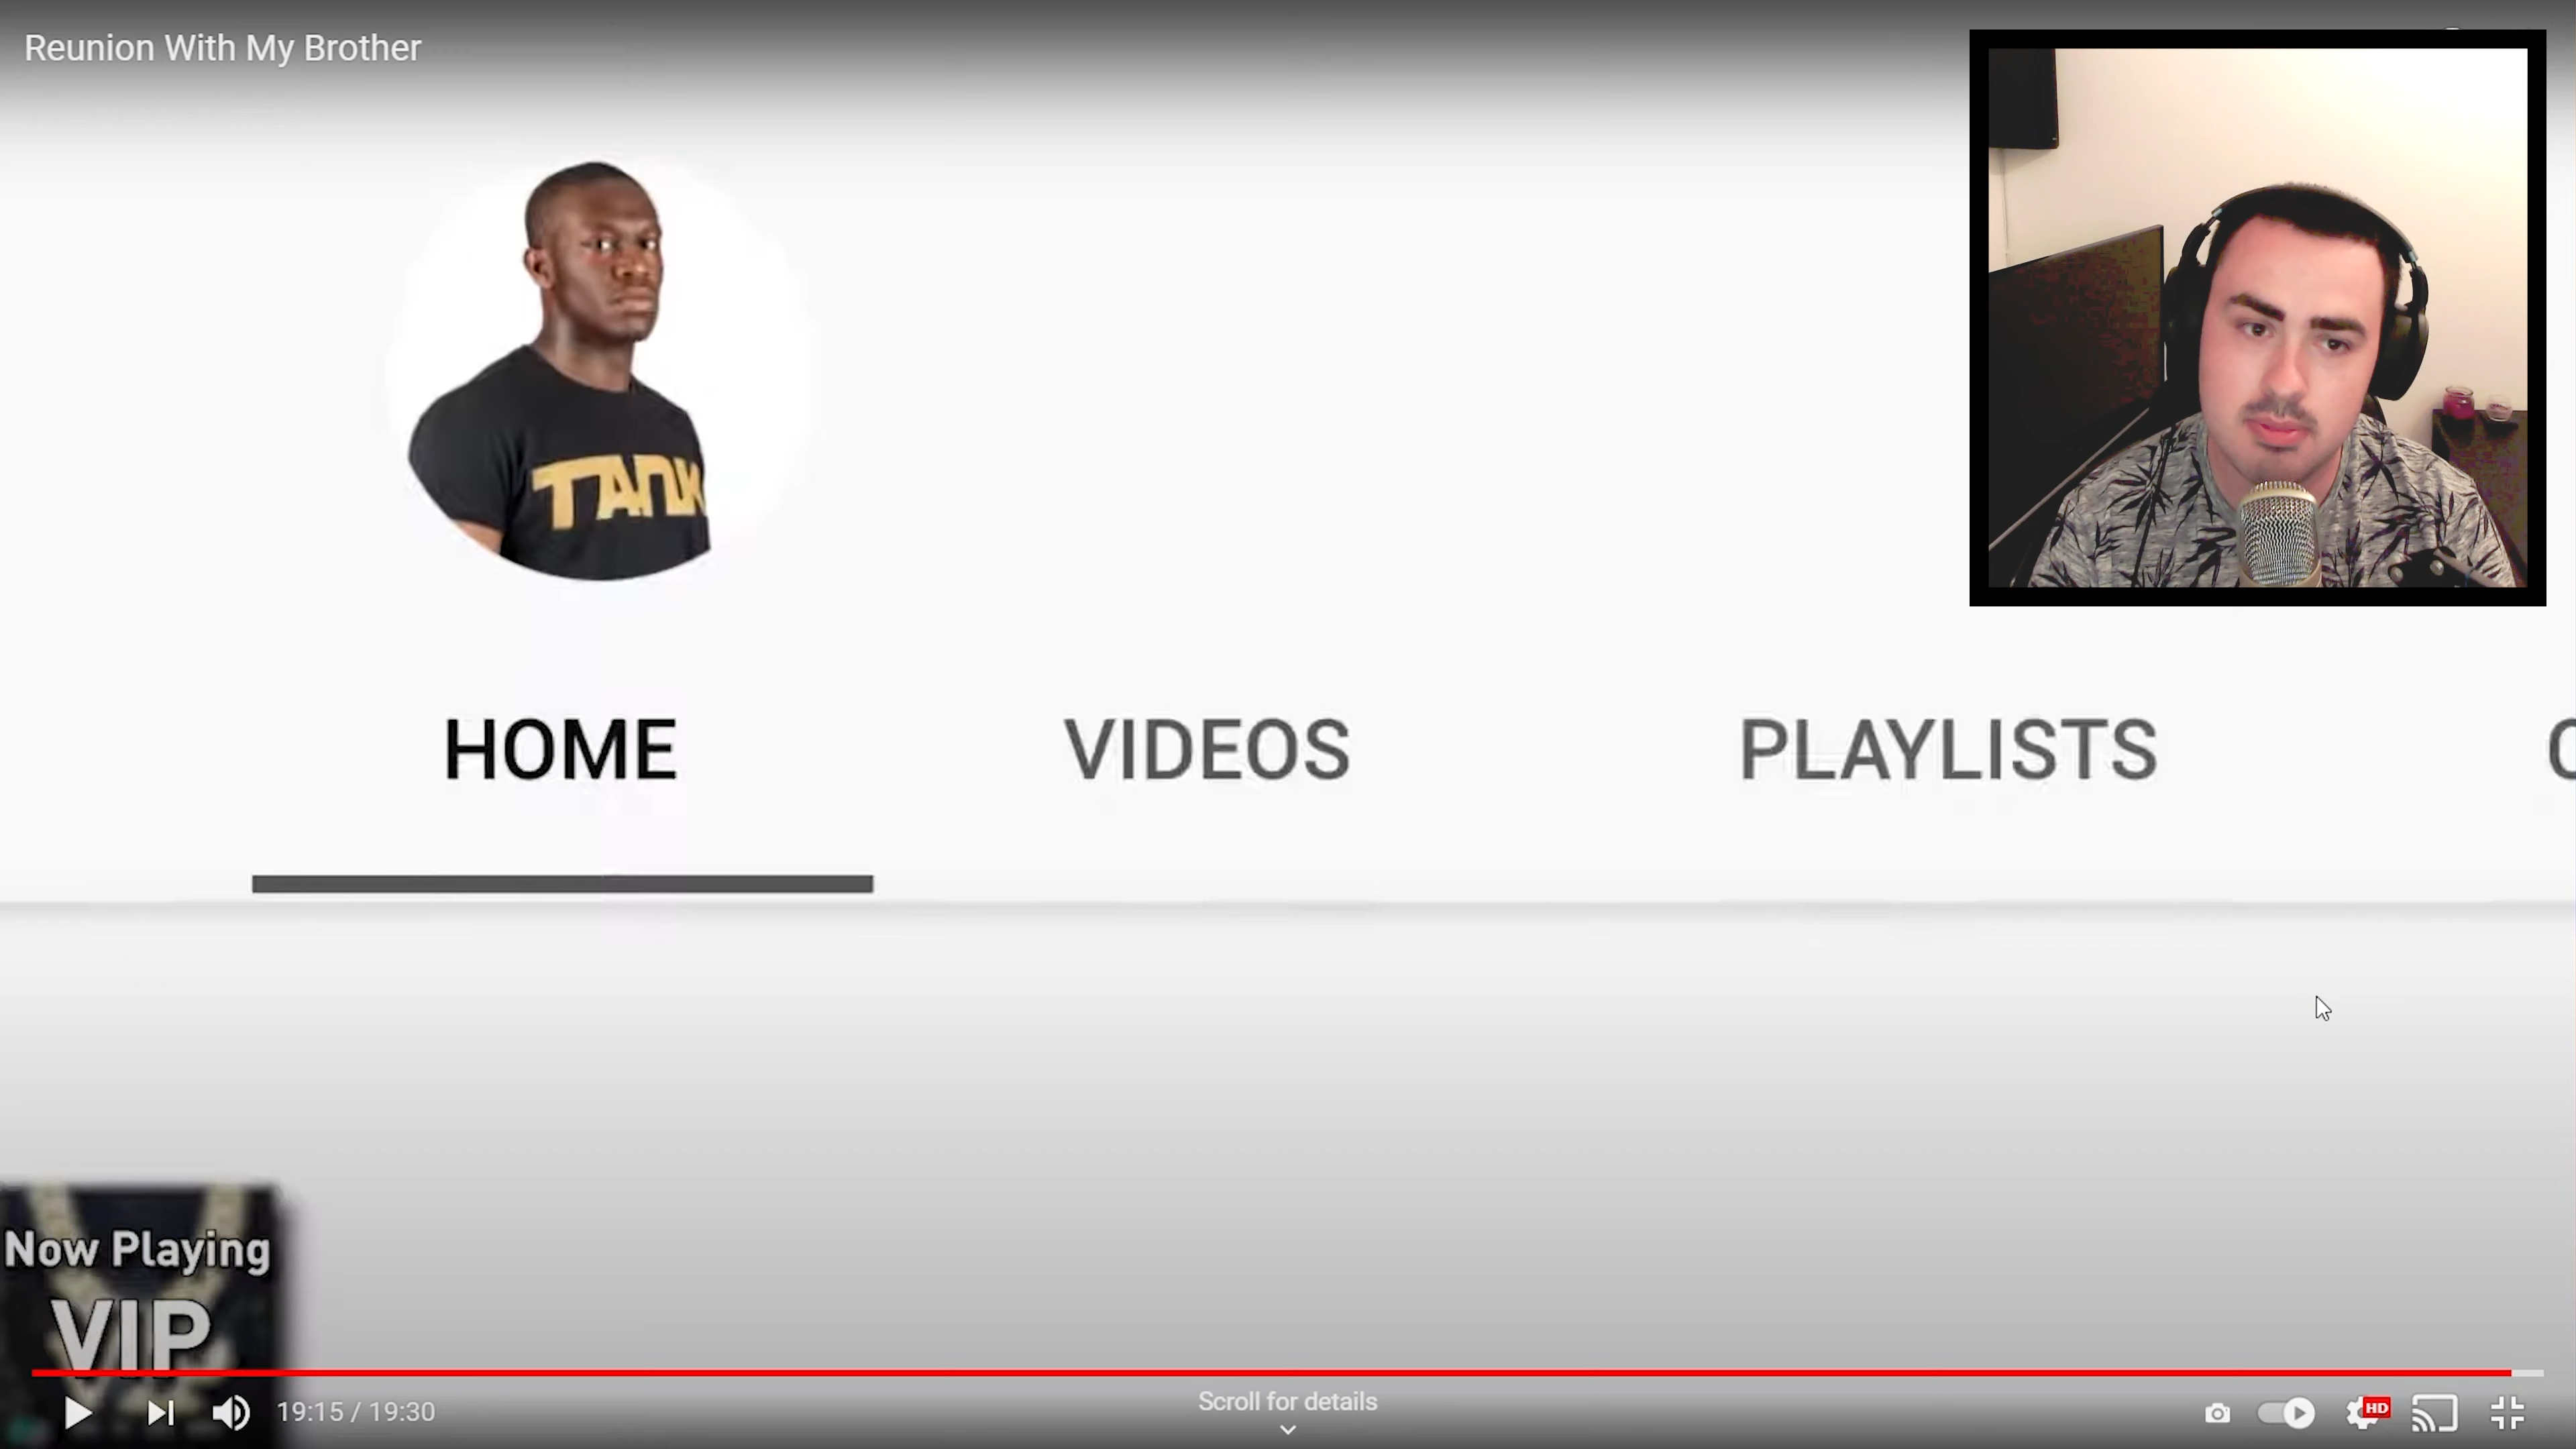 Reunion With My Brother
TANK
HOME
VIDEOS
PLAYLISTS
Now Playing
VIP
19:15 / 19:30
Scroll for details
HD